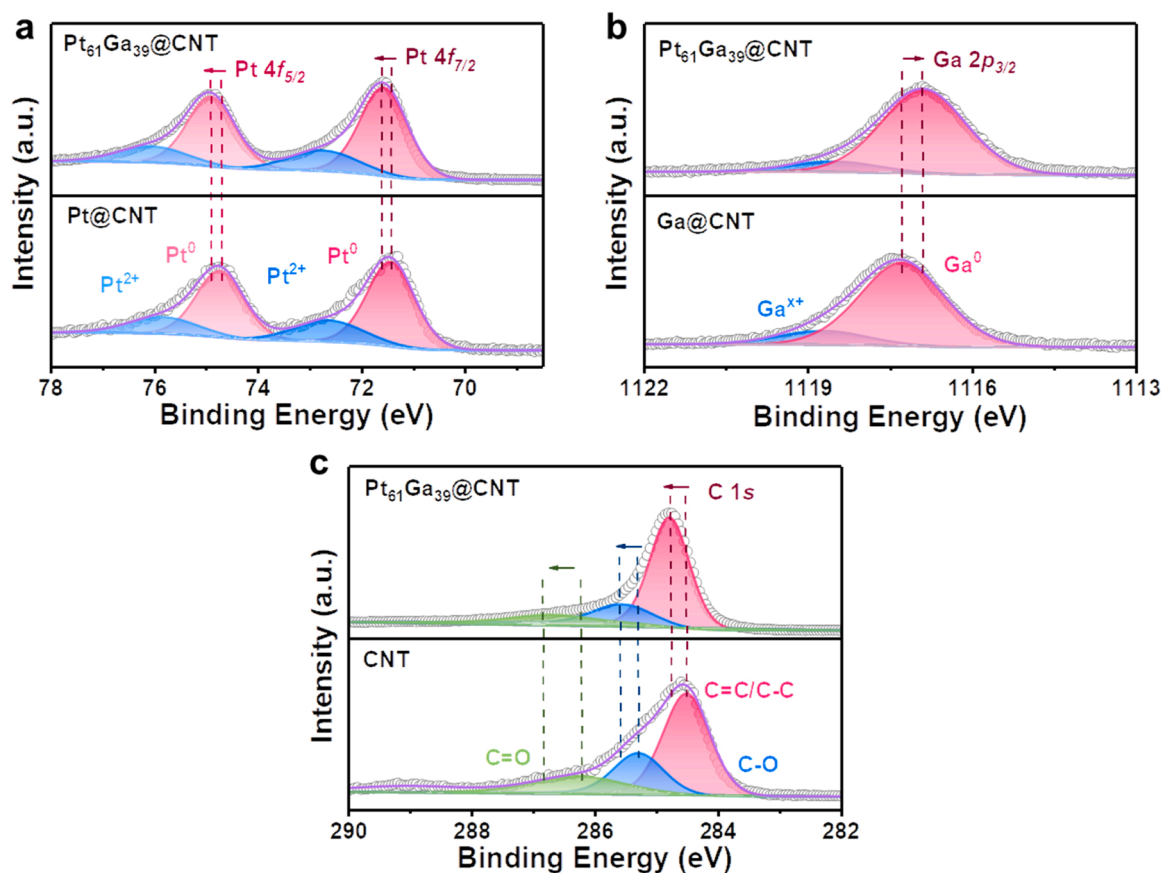 a
Pt₆₁Ga₃₉@CNT
Pt 4f₅/₂
Pt 4f₇/₂
Pt@CNT
Pt²⁺
Pt⁰
Pt²⁺
Pt⁰
Intensity (a.u.)
78 76 74 72 70
Binding Energy (eV)
b
Pt₆₁Ga₃₉@CNT
Ga 2p₃/₂
Ga@CNT
Gaˣ⁺
Ga⁰
Intensity (a.u.)
1122 1119 1116 1113
Binding Energy (eV)
c
Pt₆₁Ga₃₉@CNT
C 1s
CNT
C=C/C-C
C=O
C-O
Intensity (a.u.)
290 288 286 284 282
Binding Energy (eV)